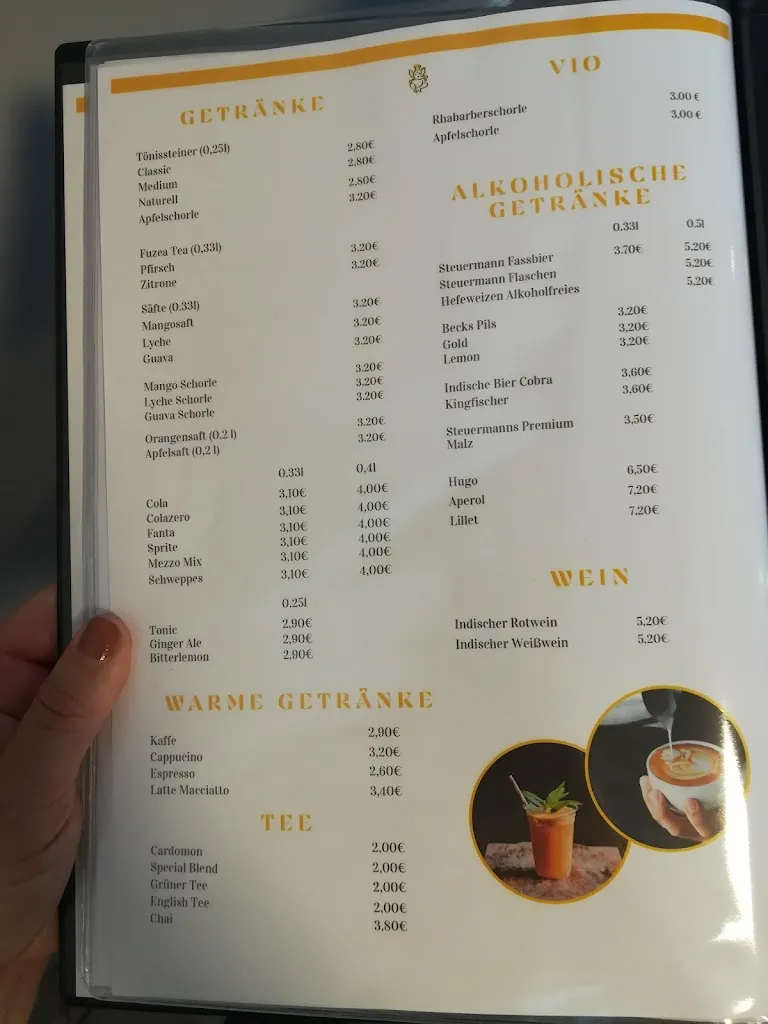 GETRÄNKE
Tönissteiner (0,25l)
Classic 2,80€
Medium 2,80€
Naturell 2,80€
Apfelschorle 3.20€
Fuzea Tea (0,33l)
Pfirsch 3.20€
Zitrone 3.20€
Säfte (0.33l)
Mangosaft 3.20€
Lyche 3.20€
Guava 3.20€
Mango Schorle 3.20€
Lyche Schorle 3.20€
Guava Schorle 3.20€
Orangensaft (0,2 l) 3.20€
Apfelsaft (0,2 l) 3.20€
0.33l 0,4l
Cola 3,10€ 4,00€
Colazero 3,10€ 4,00€
Fanta 3,10€ 4,00€
Sprite 3,10€ 4,00€
Mezzo Mix 3,10€ 4,00€
Schweppes 3,10€ 4,00€
0.25l
Tonic 2,90€
Ginger Ale 2,90€
Bitterlemon 2,90€
WARME GETRÄNKE
Kaffe 2,90€
Cappucino 3,20€
Espresso 2,60€
Latte Macciatto 3,40€
TEE
Cardomon 2,00€
Special Blend 2,00€
Grüner Tee 2,00€
English Tee 2,00€
Chai 3,80€
VIO
Rhabarberschorle 3.00 €
Apfelschorle 3.00 €
ALKOHOLISCHE
GETRÄNKE
0.33l 0.5l
Steuermann Fassbier 3.70€ 5,20€
Steuermann Flaschen 5,20€
Hefeweizen Alkoholfreies 5,20€
Becks Pils 3.20€
Gold 3.20€
Lemon 3.20€
Indische Bier Cobra 3,60€
Kingfischer 3,60€
Steuermanns Premium 3,50€
Malz
Hugo 6,50€
Aperol 7,20€
Lillet 7,20€
WEIN
Indischer Rotwein 5,20€
Indischer Weißwein 5,20€